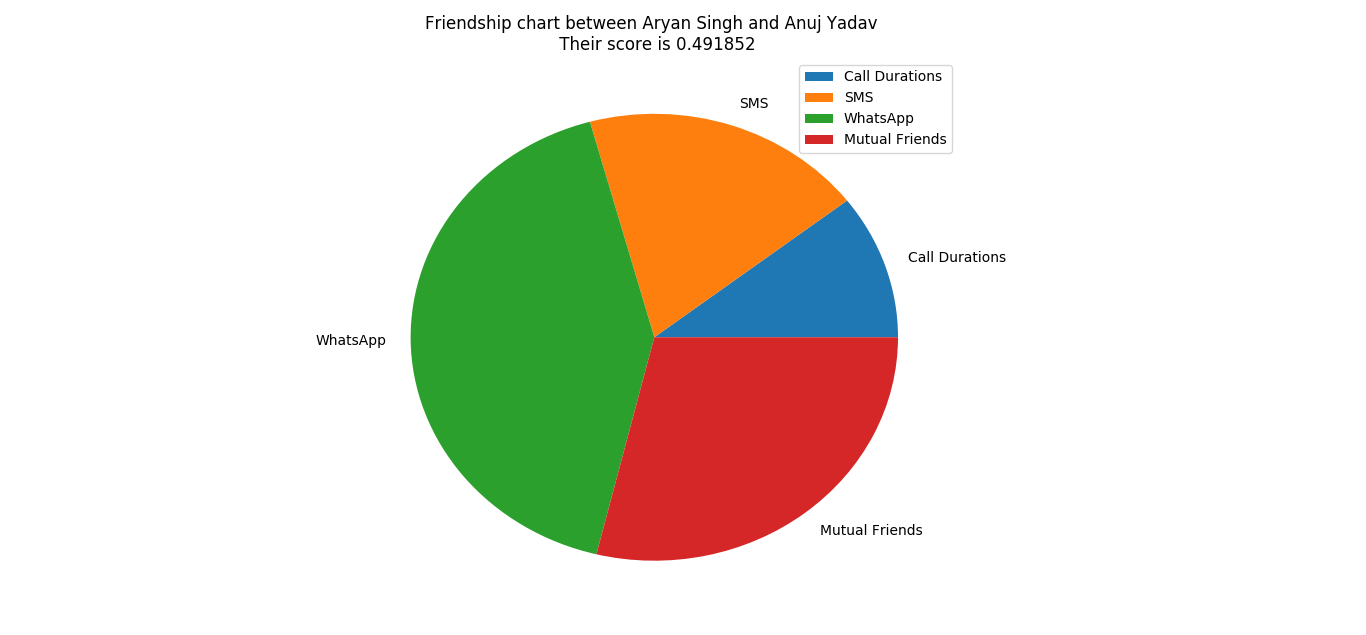 Friendship chart between Aryan Singh and Anuj Yadav
Their score is 0.491852
Call Durations
SMS
WhatsApp
Mutual Friends
SMS
Call Durations
WhatsApp
Mutual Friends